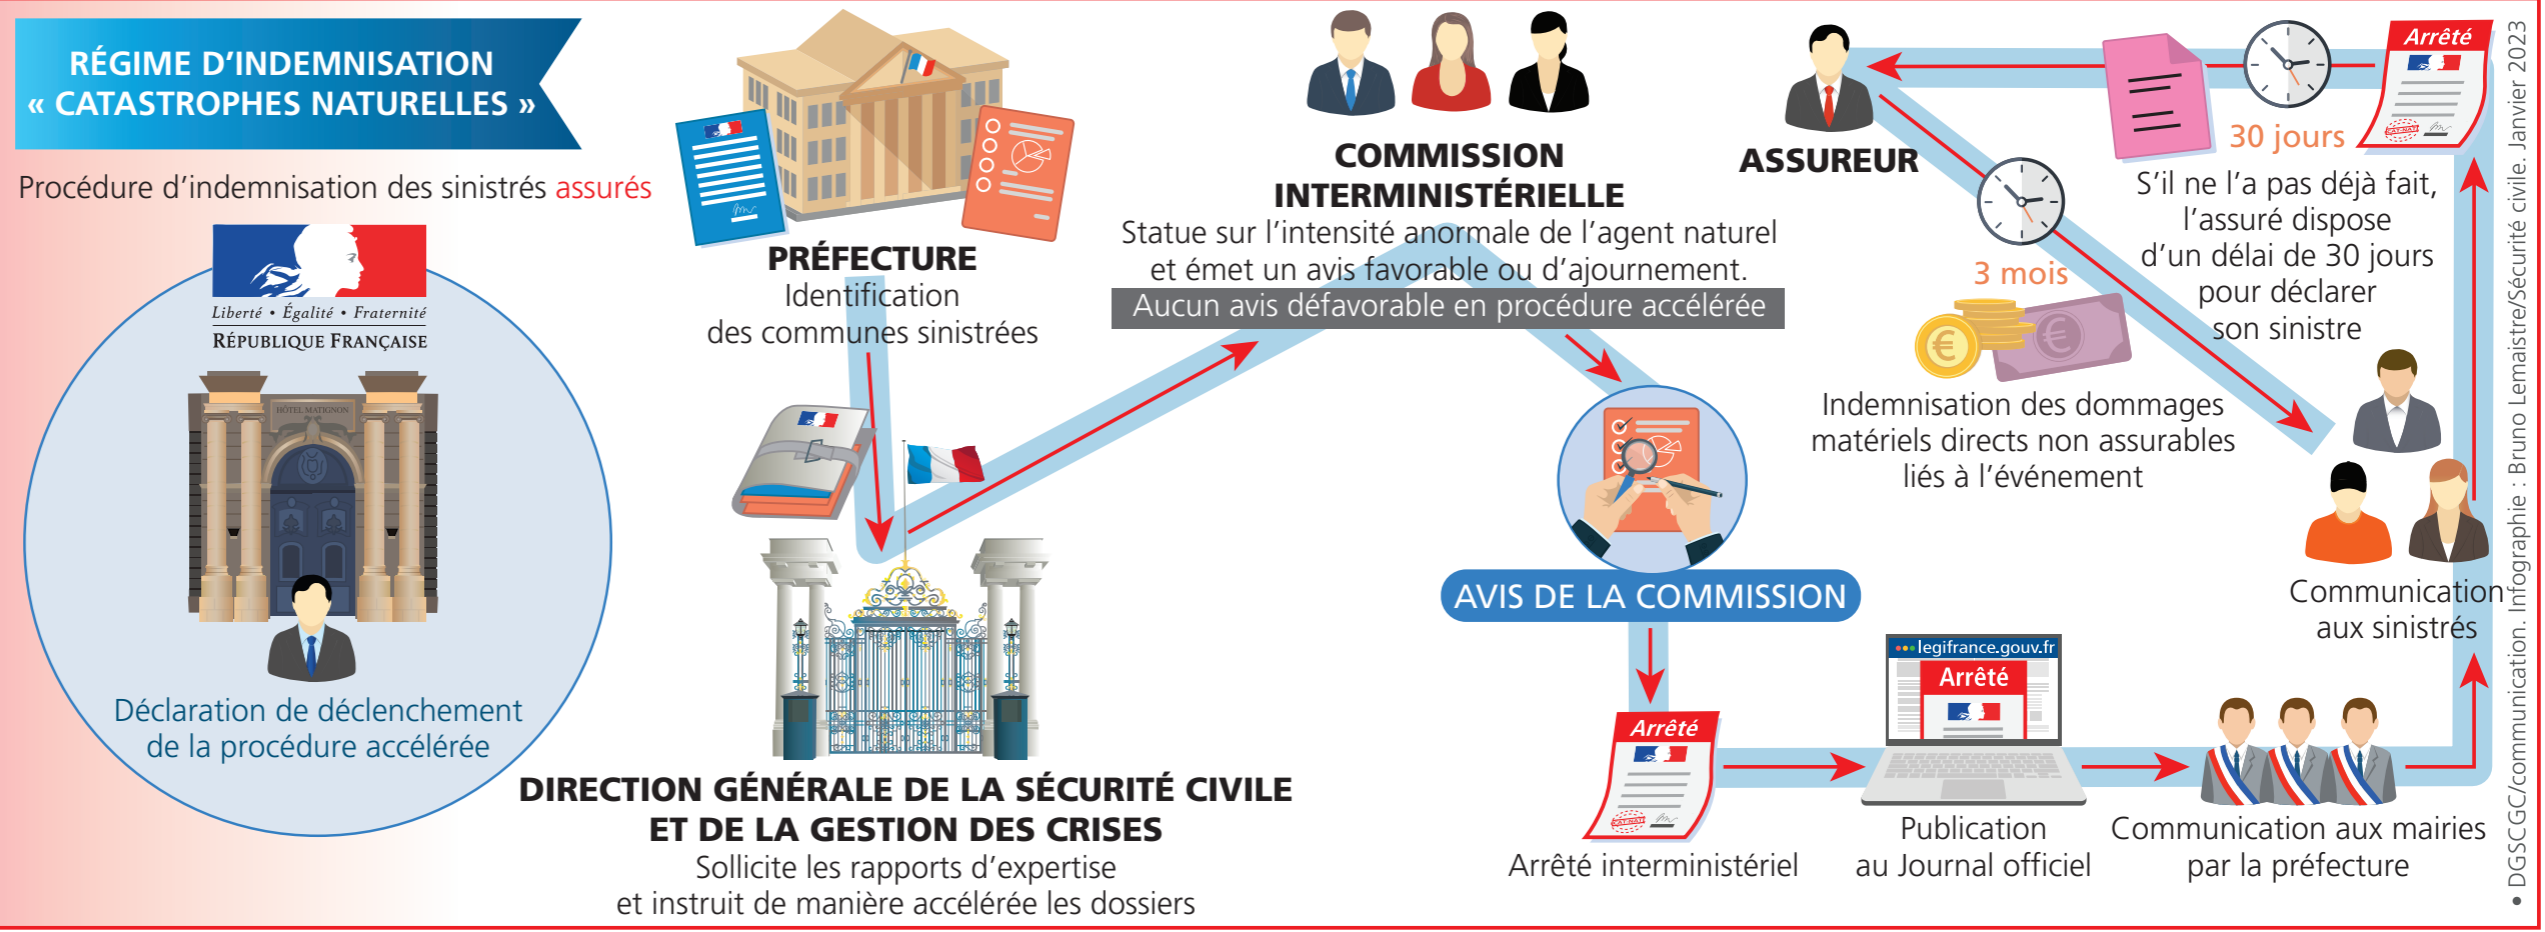 RÉGIME D’INDEMNISATION
« CATASTROPHES NATURELLES »
Procédure d’indemnisation des sinistrés assurés
Liberté • Égalité • Fraternité
RÉPUBLIQUE FRANÇAISE
HÔTEL MATIGNON
Déclaration de déclenchement
de la procédure accélérée
PRÉFECTURE
Identification
des communes sinistrées
DIRECTION GÉNÉRALE DE LA SÉCURITÉ CIVILE
ET DE LA GESTION DES CRISES
Sollicite les rapports d’expertise
et instruit de manière accélérée les dossiers
COMMISSION
INTERMINISTÉRIELLE
Statue sur l’intensité anormale de l’agent naturel
et émet un avis favorable ou d’ajournement.
Aucun avis défavorable en procédure accélérée
AVIS DE LA COMMISSION
Arrêté
CAT-NAT
Arrêté interministériel
legifrance.gouv.fr
Arrêté
Publication
au Journal officiel
Communication aux mairies
par la préfecture
Communication
aux sinistrés
Arrêté
CAT-NAT
30 jours
S’il ne l’a pas déjà fait,
l’assuré dispose
d’un délai de 30 jours
pour déclarer
son sinistre
ASSUREUR
3 mois
Indemnisation des dommages
matériels directs non assurables
liés à l’événement
• DGSCGC/communication. Infographie : Bruno Lemaistre/Sécurité civile. Janvier 2023